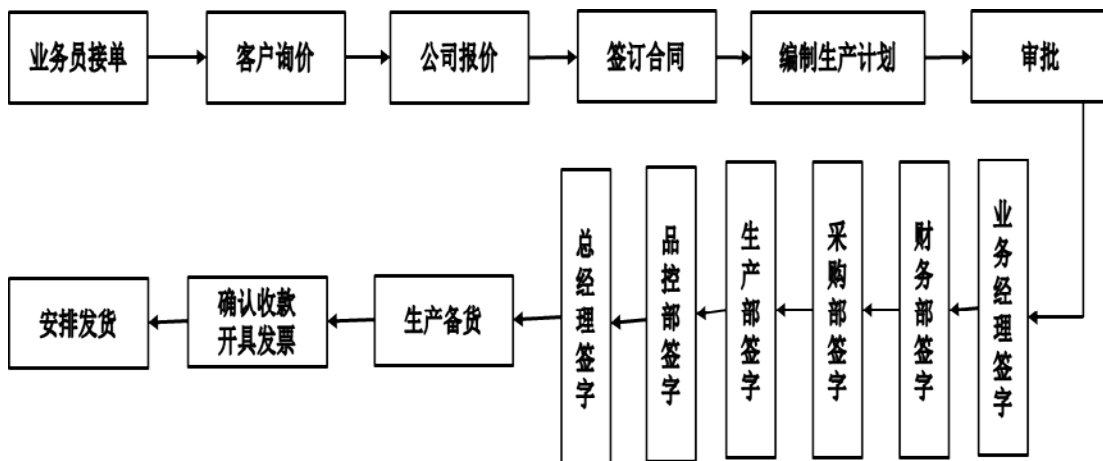 业务员接单
客户询价
公司报价
签订合同
编制生产计划
审批
业务经理签字
财务部签字
采购部签字
生产部签字
品控部签字
总经理签字
生产备货
确认收款
开具发票
安排发货